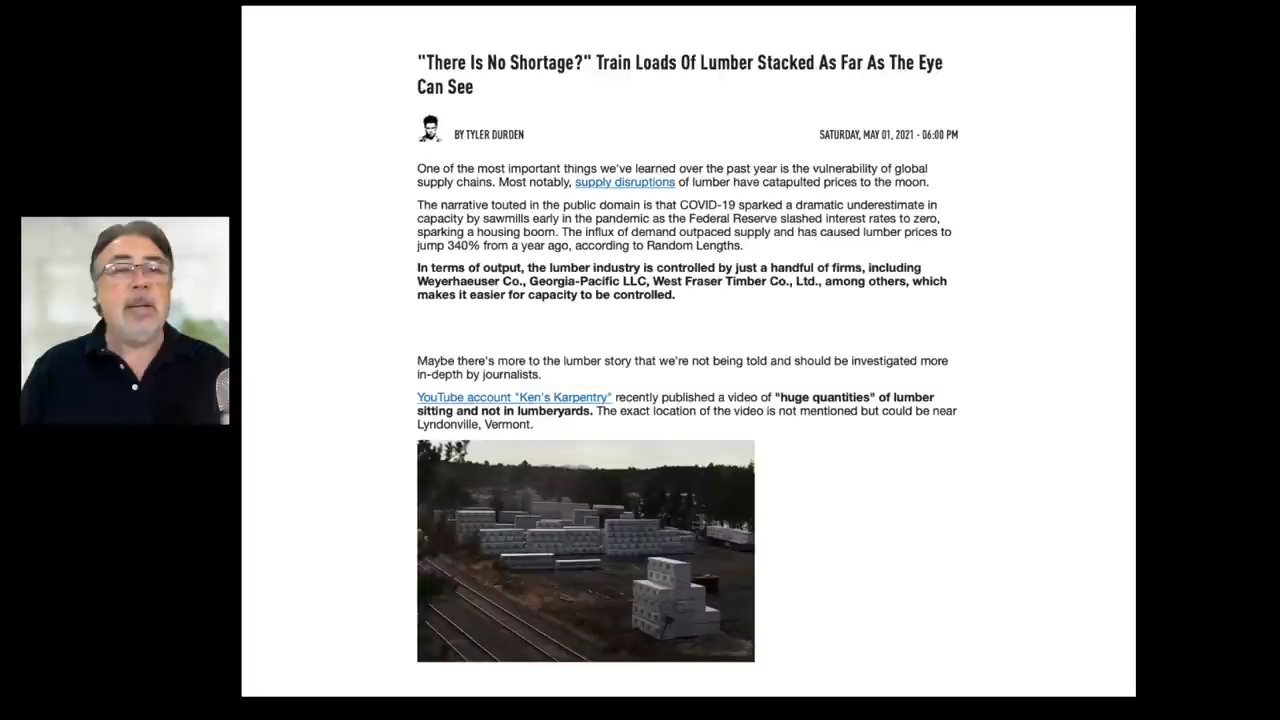 "There Is No Shortage?" Train Loads Of Lumber Stacked As Far As The Eye
Can See
BY TYLER DURDEN
SATURDAY, MAY 01, 2021 - 06:00 PM
One of the most important things we've learned over the past year is the vulnerability of global
supply chains. Most notably, supply disruptions of lumber have catapulted prices to the moon.
The narrative touted in the public domain is that COVID-19 sparked a dramatic underestimate in
capacity by sawmills early in the pandemic as the Federal Reserve slashed interest rates to zero,
sparking a housing boom. The influx of demand outpaced supply and has caused lumber prices to
jump 340% from a year ago, according to Random Lengths.
In terms of output, the lumber industry is controlled by just a handful of firms, including
Weyerhaeuser Co., Georgia-Pacific LLC, West Fraser Timber Co., Ltd., among others, which
makes it easier for capacity to be controlled.
Maybe there's more to the lumber story that we're not being told and should be investigated more
in-depth by journalists.
YouTube account "Ken's Karpentry" recently published a video of "huge quantities" of lumber
sitting and not in lumberyards. The exact location of the video is not mentioned but could be near
Lyndonville, Vermont.